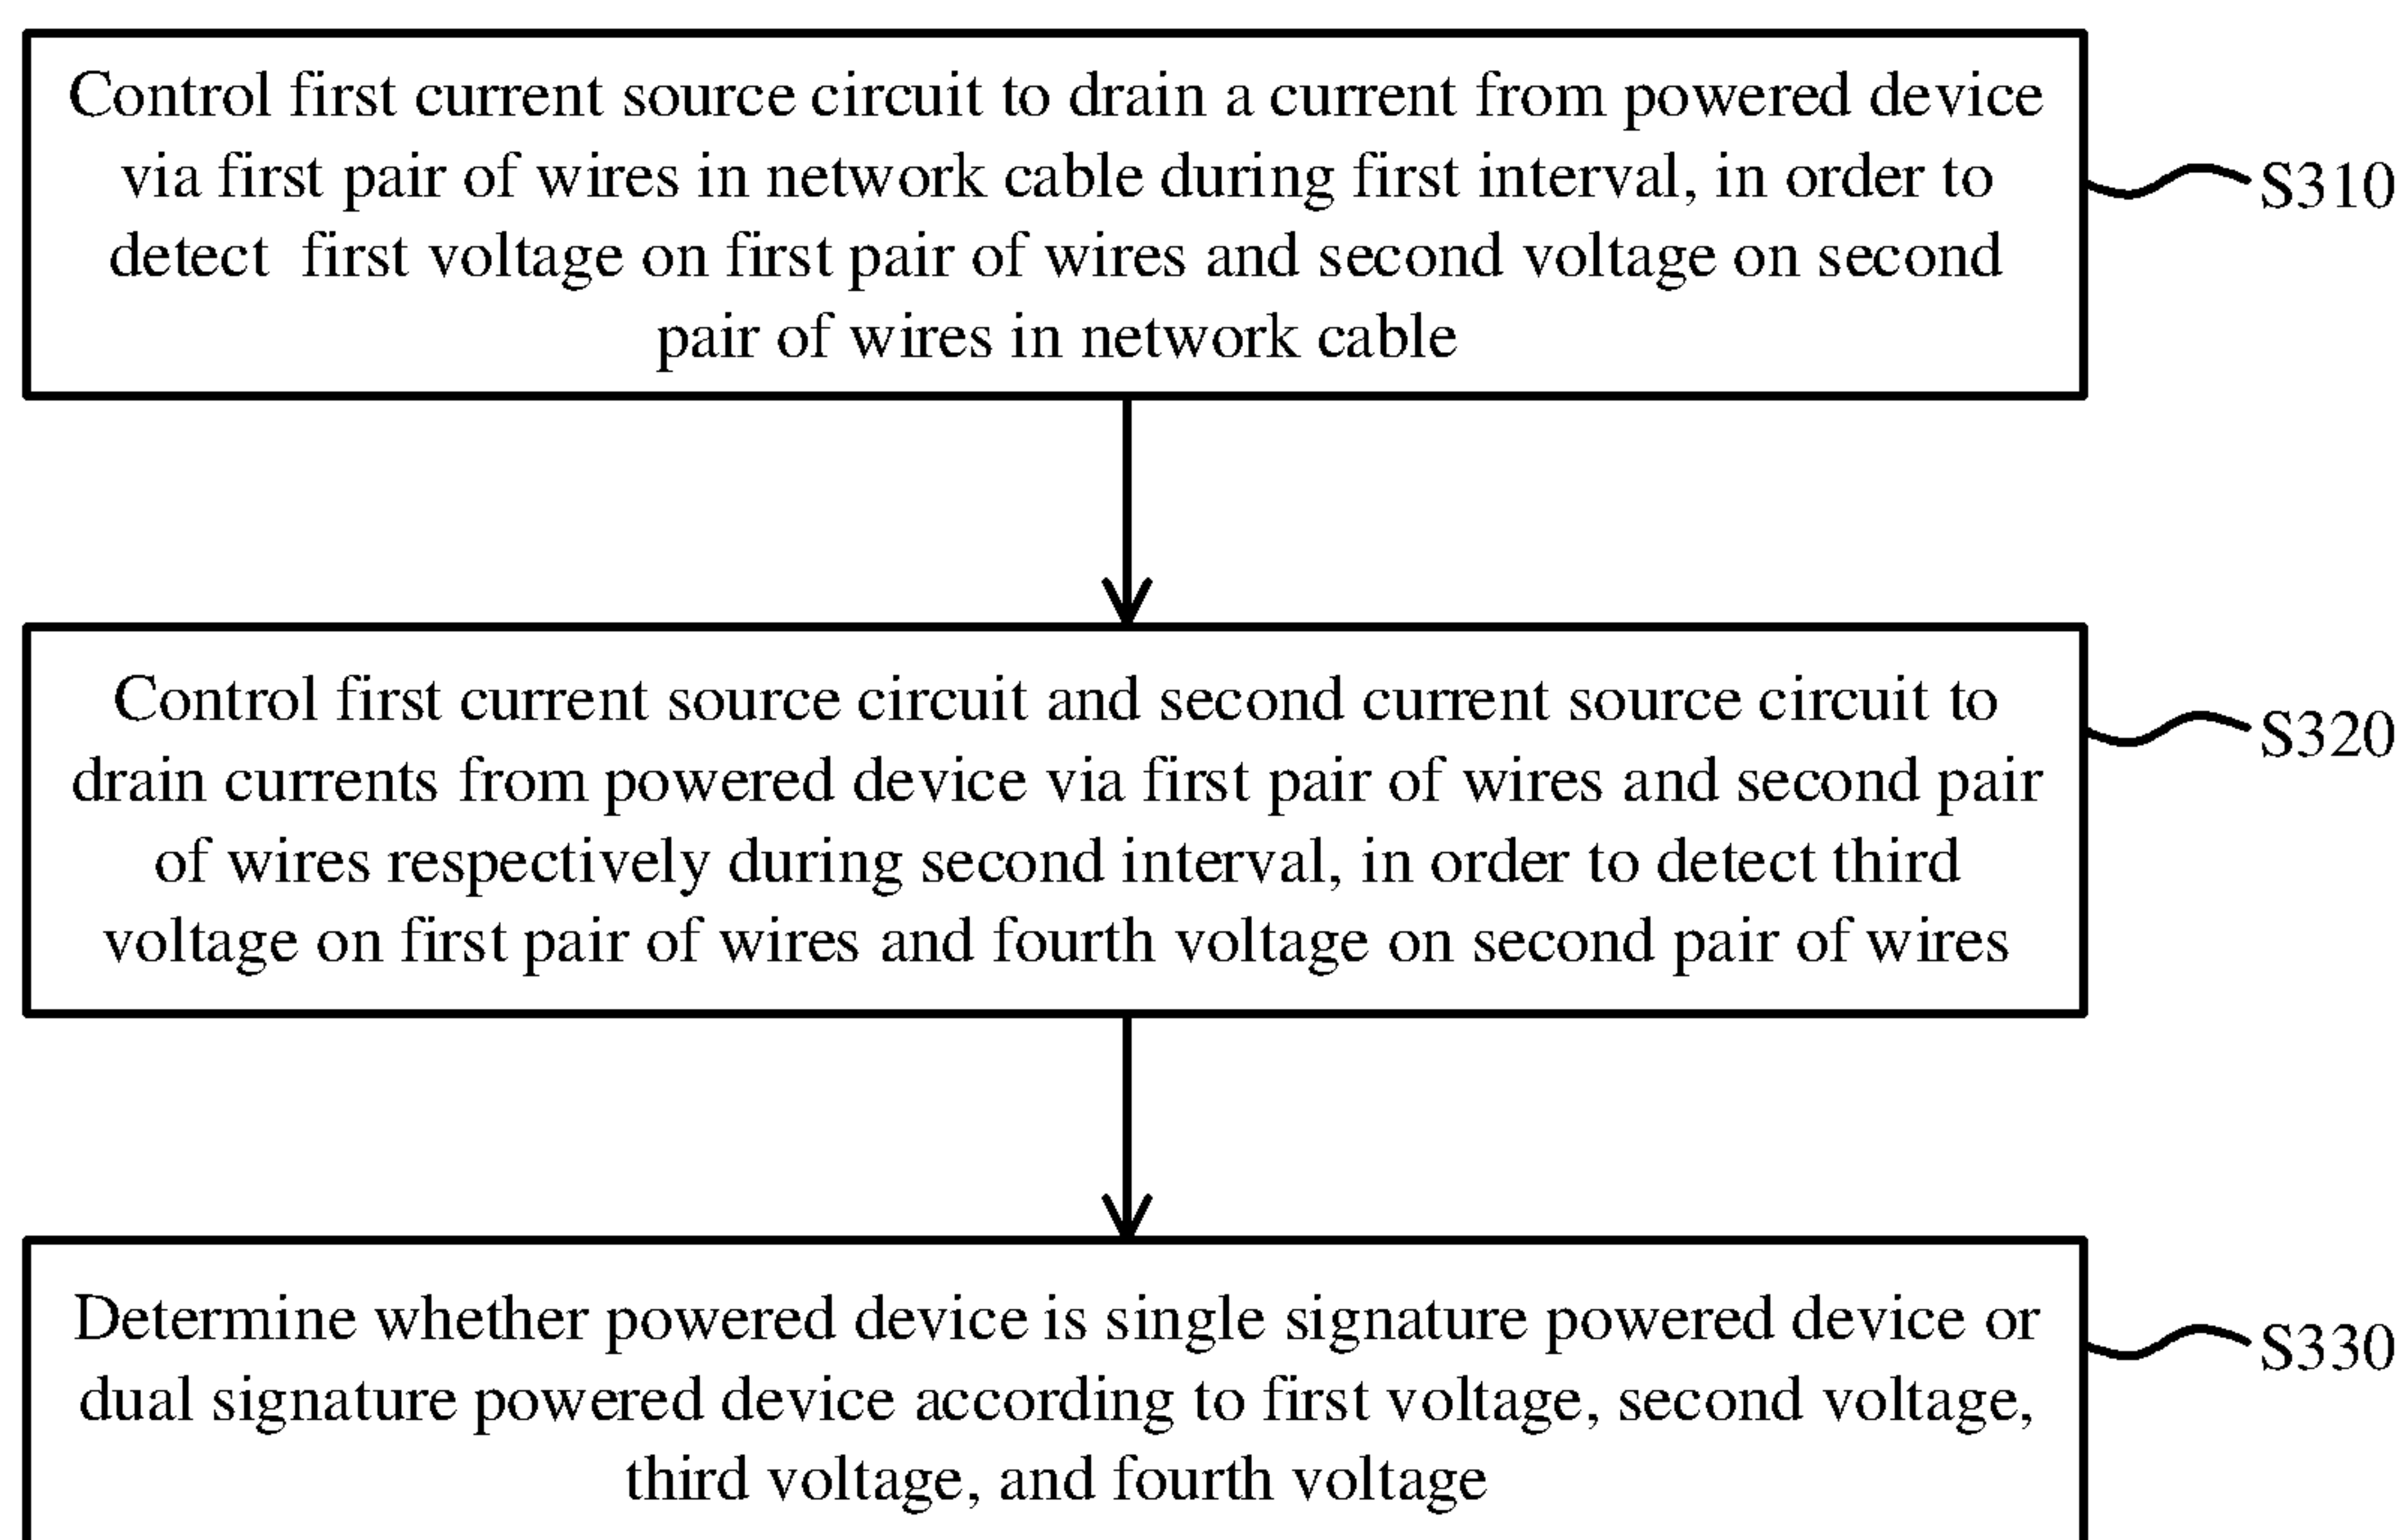 Control first current source circuit to drain a current from powered device
via first pair of wires in network cable during first interval, in order to
detect first voltage on first pair of wires and second voltage on second
pair of wires in network cable
S310
Control first current source circuit and second current source circuit to
drain currents from powered device via first pair of wires and second pair
of wires respectively during second interval, in order to detect third
voltage on first pair of wires and fourth voltage on second pair of wires
S320
Determine whether powered device is single signature powered device or
dual signature powered device according to first voltage, second voltage,
third voltage, and fourth voltage
S330